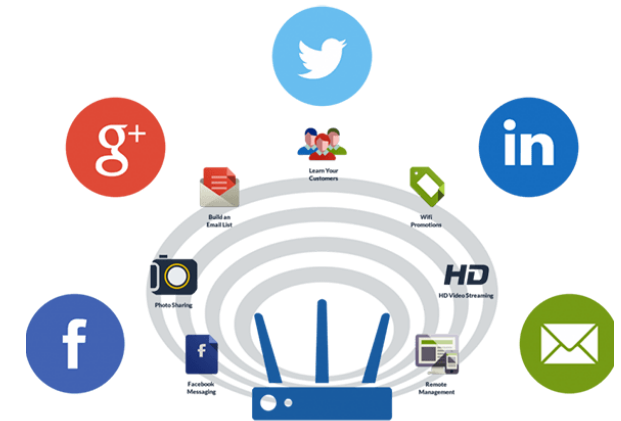 g+
in
Learn Your
Customers
Build an
Email List
Wifi
Promotions
HD
Photo Sharing
HD Video Streaming
f
f
Facebook
Messaging
Remote
Management